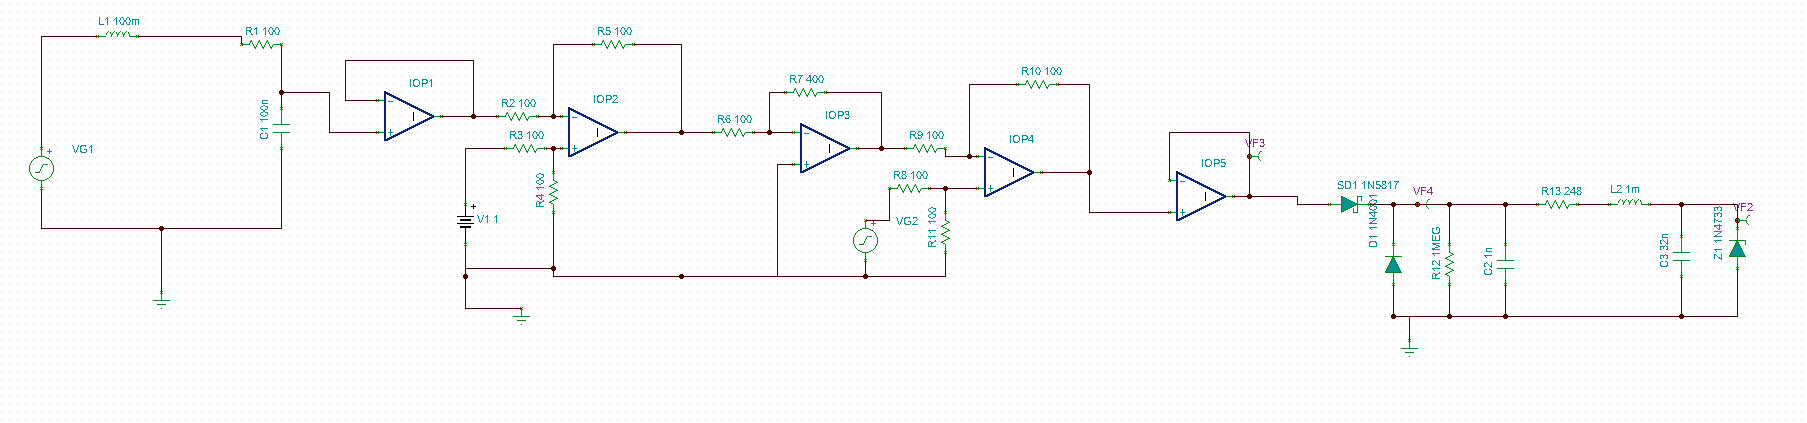 L1 100m
R1 100
C1 100n
VG1
IOP1
R5 100
R2 100
R3 100
IOP2
R4 100
V1 1
R7 400
R6 100
IOP3
R10 100
R9 100
R8 100
IOP4
VG2
R11 100
VF3
IOP5
SD1 1N5817
VF4
D1 1N4001
R12 1MEG
C2 1n
R13 248
L2 1m
C3 32n
VF2
Z1 1N4733